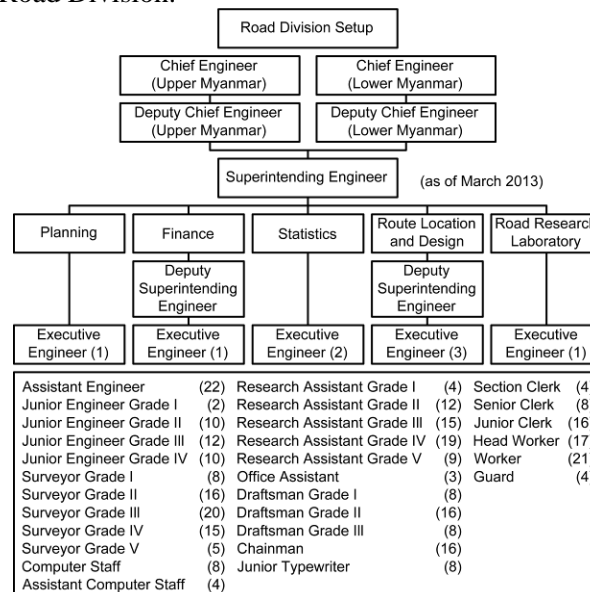 Road Division.
Road Division Setup
Chief Engineer
(Upper Myanmar)
Chief Engineer
(Lower Myanmar)
Deputy Chief Engineer
(Upper Myanmar)
Deputy Chief Engineer
(Lower Myanmar)
Superintending Engineer
(as of March 2013)
Planning
Finance
Statistics
Route Location
and Design
Road Research
Laboratory
Deputy
Superintending
Engineer
Deputy
Superintending
Engineer
Executive
Engineer (1)
Executive
Engineer (1)
Executive
Engineer (2)
Executive
Engineer (3)
Executive
Engineer (1)
Assistant Engineer (22)
Junior Engineer Grade I (2)
Junior Engineer Grade II (10)
Junior Engineer Grade III (12)
Junior Engineer Grade IV (10)
Surveyor Grade I (8)
Surveyor Grade II (16)
Surveyor Grade III (20)
Surveyor Grade IV (15)
Surveyor Grade V (5)
Computer Staff (8)
Assistant Computer Staff (4)
Research Assistant Grade I (4)
Research Assistant Grade II (12)
Research Assistant Grade III (15)
Research Assistant Grade IV (19)
Research Assistant Grade V (9)
Office Assistant (3)
Draftsman Grade I (8)
Draftsman Grade II (16)
Draftsman Grade III (8)
Chainman (16)
Junior Typewriter (8)
Section Clerk (4)
Senior Clerk (8)
Junior Clerk (16)
Head Worker (17)
Worker (21)
Guard (4)